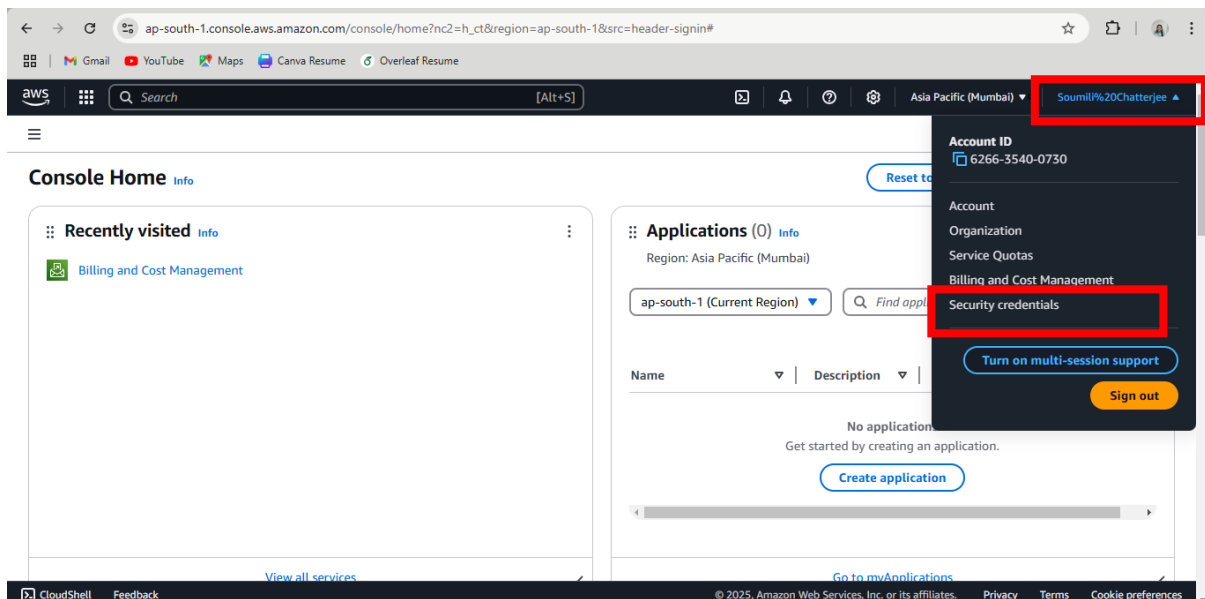 ap-south-1.console.aws.amazon.com/console/home?nc2=h_ct&region=ap-south-1&src=header-signin#
Gmail YouTube Maps Canva Resume Overleaf Resume
aws Search [Alt+S] Asia Pacific (Mumbai) Soumili%20Chatterjee
Account ID
6266-3540-0730
Console Home Info
Reset to
Account
Organization
Service Quotas
Billing and Cost Management
Security credentials
Turn on multi-session support
Sign out
Recently visited Info
Billing and Cost Management
View all services
Applications (0) Info
Region: Asia Pacific (Mumbai)
ap-south-1 (Current Region) Find appl
Name Description
No application
Get started by creating an application.
Create application
Go to myApplications
CloudShell Feedback © 2025, Amazon Web Services, Inc. or its affiliates. Privacy Terms Cookie preferences